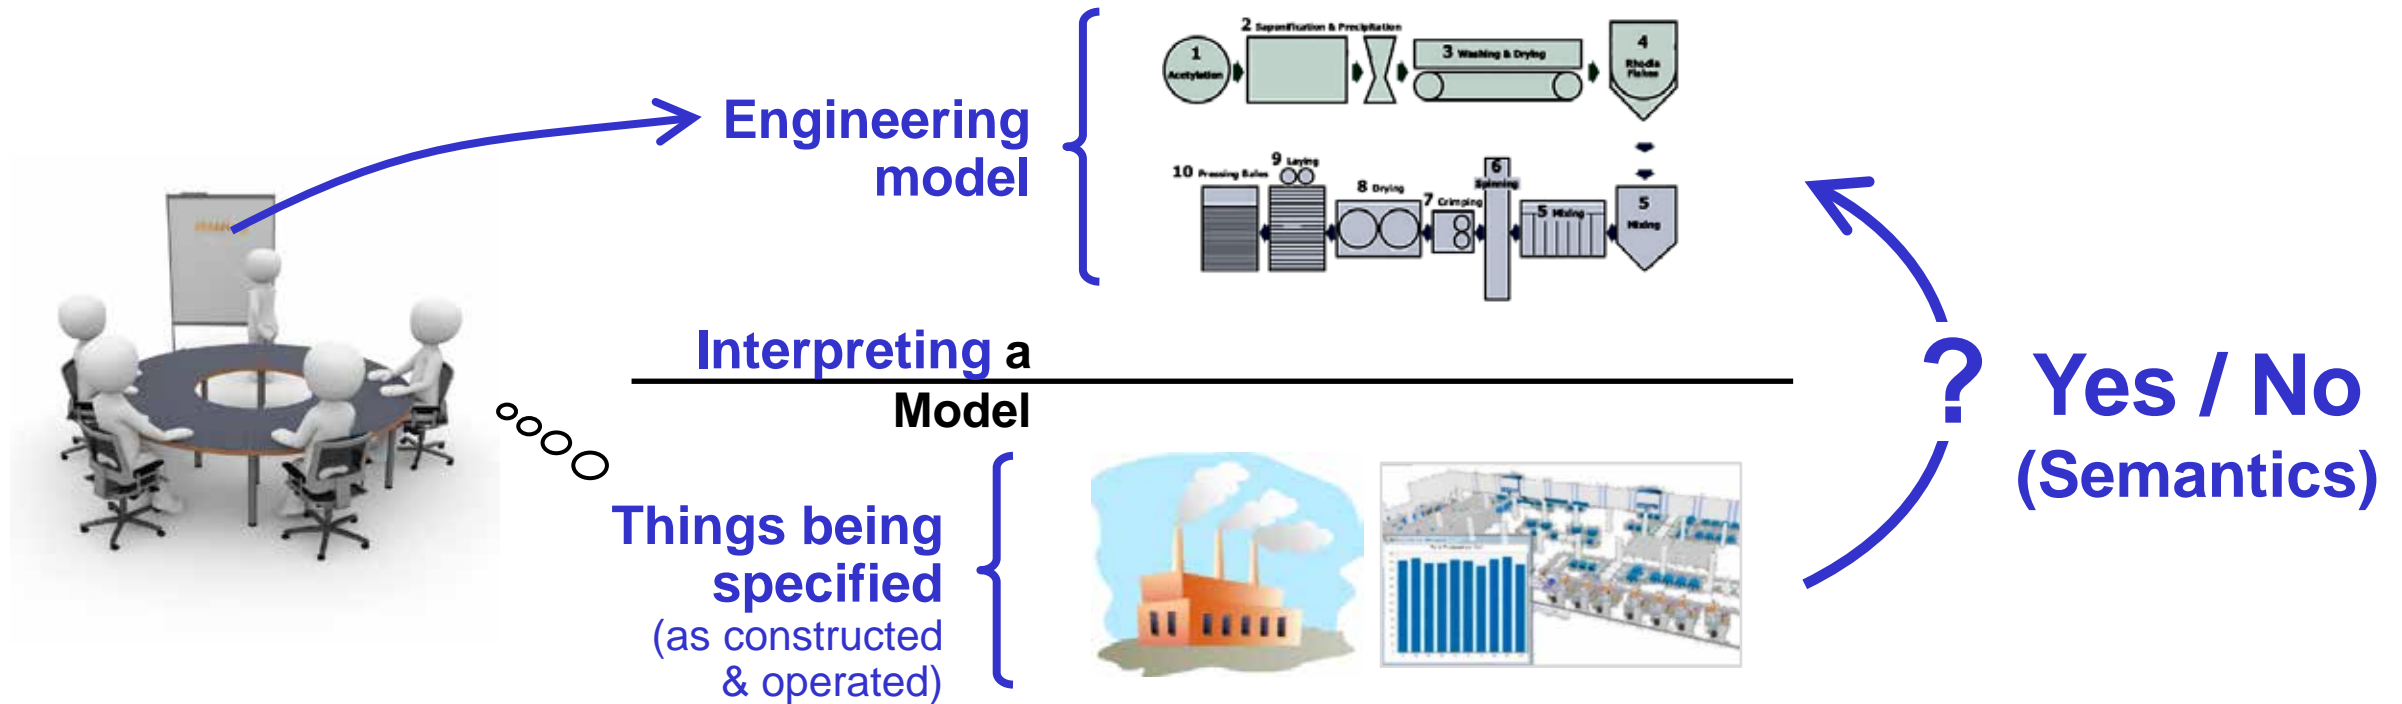 2 Saponification & Precipitation
1
Acetylation
3 Washing & Drying
4
Rhodia
Flakes
Engineering
model
10 Pressing Bales
9 Laying
8 Drying
7 Crimping
6
Spinning
5 Mixing
5
Mixing
Interpreting a
Model
? Yes / No
(Semantics)
Things being
specified
(as constructed
& operated)